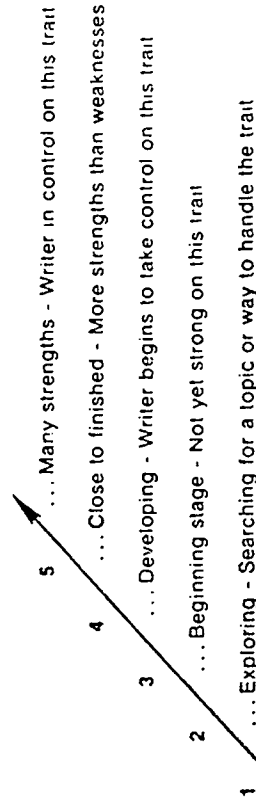 5 ... Many strengths - Writer in control on this trait
4 ... Close to finished - More strengths than weaknesses
3 ... Developing - Writer begins to take control on this trait
2 ... Beginning stage - Not yet strong on this trait
1 ... Exploring - Searching for a topic or way to handle the trait